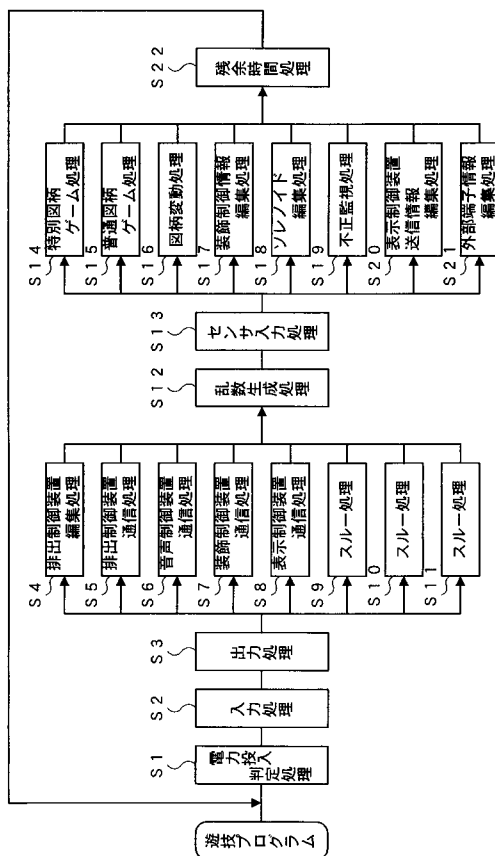 遊技プログラム
S1
電力投入
判定処理
S2
入力処理
S3
出力処理
S4
排出制御装置
編集処理
S5
排出制御装置
通信処理
S6
音声制御装置
通信処理
S7
装飾制御装置
通信処理
S8
表示制御装置
通信処理
S9
スルー処理
S10
スルー処理
S11
スルー処理
S12
乱数生成処理
S13
センサ入力処理
S14
特別図柄
ゲーム処理
S15
普通図柄
ゲーム処理
S16
図柄変動処理
S17
装飾制御情報
編集処理
S18
ソレノイド
編集処理
S19
不正監視処理
S20
表示制御装置
送信情報
編集処理
S21
外部端子情報
編集処理
S22
残余時間処理